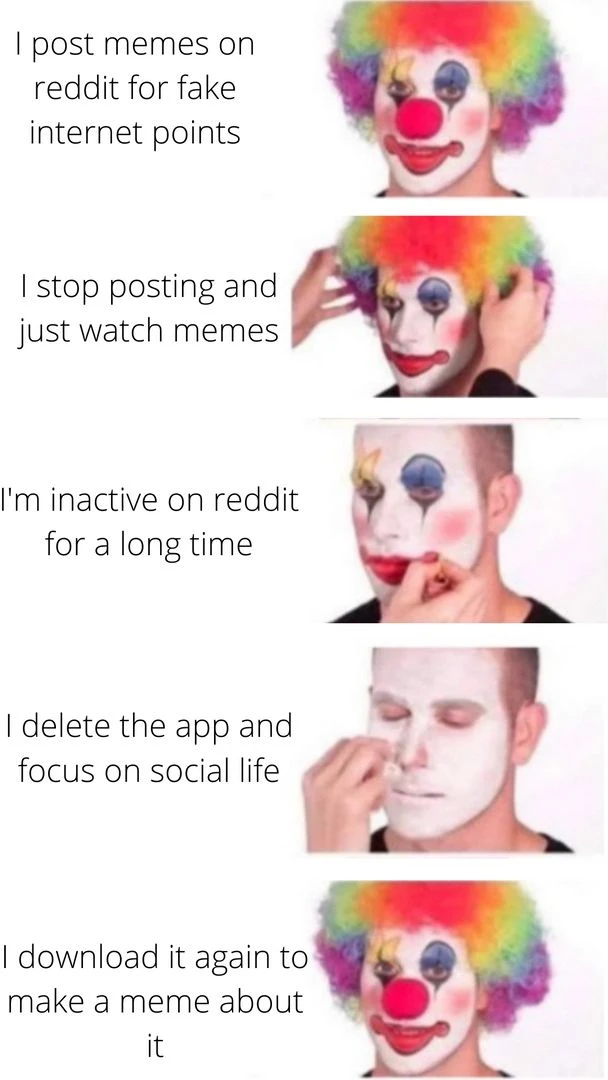 I post memes on
reddit for fake
internet points
I stop posting and
just watch memes
I'm inactive on reddit
for a long time
I delete the app and
focus on social life
I download it again to
make a meme about
it